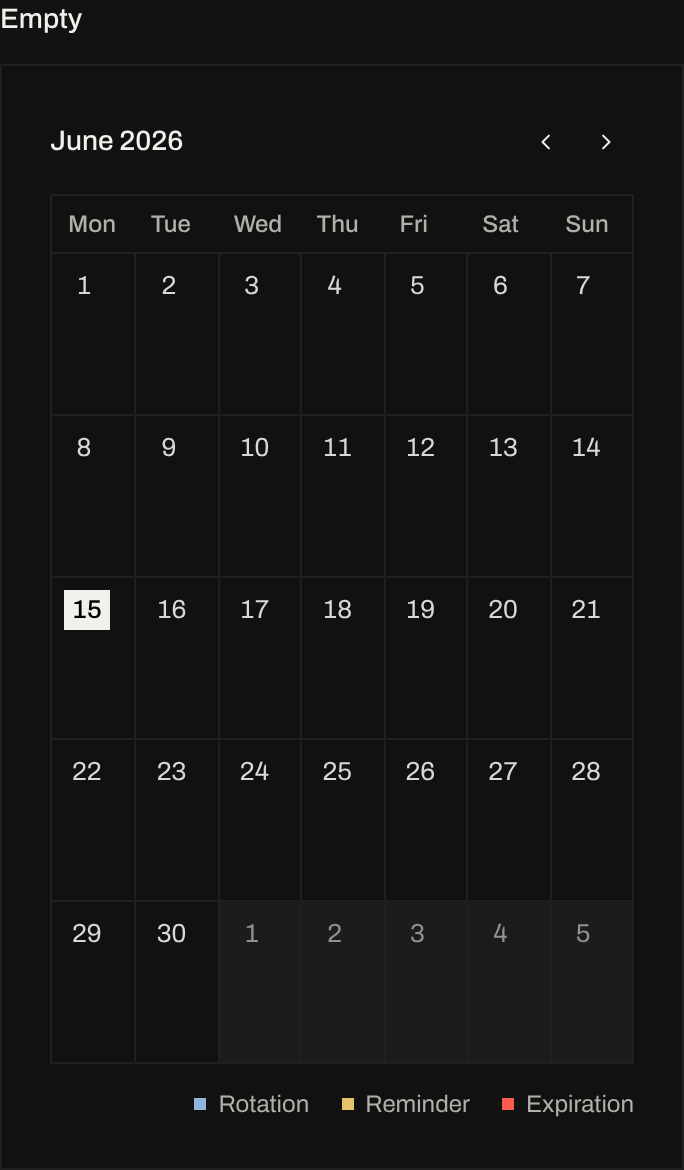 Empty
June 2026
Mon Tue Wed Thu Fri Sat Sun
1 2 3 4 5 6 7
8 9 10 11 12 13 14
15 16 17 18 19 20 21
22 23 24 25 26 27 28
29 30 1 2 3 4 5
Rotation Reminder Expiration